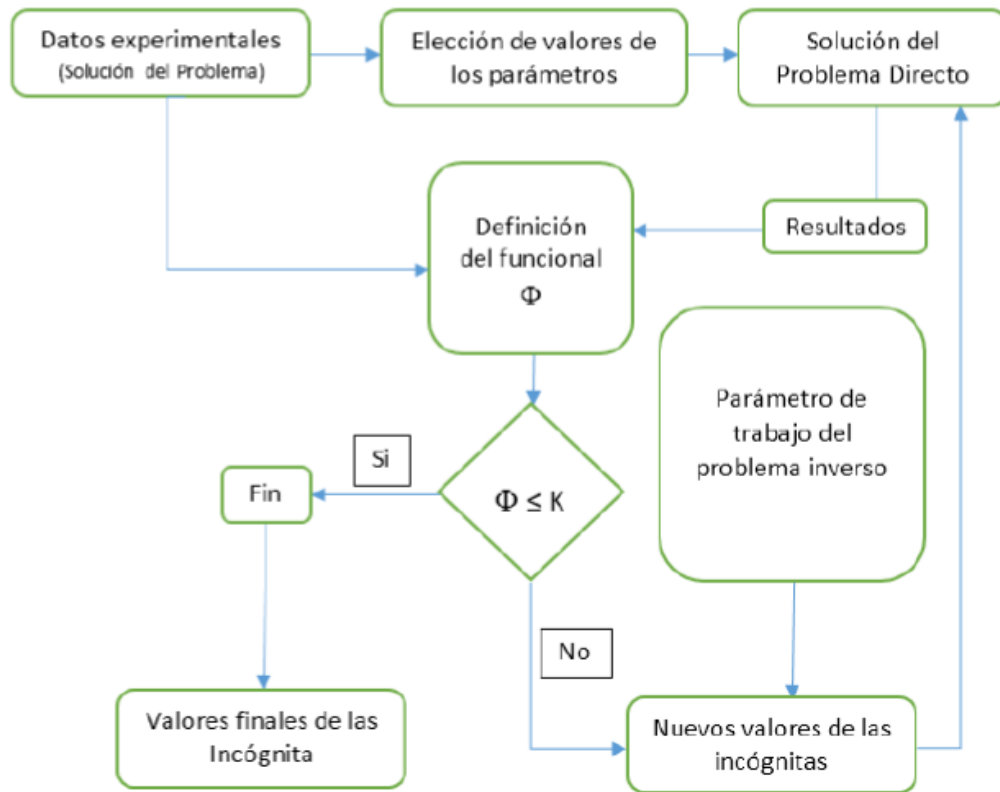 Datos experimentales
(Solución del Problema)
Elección de valores de
los parámetros
Solución del
Problema Directo
Definición
del funcional
Φ
Resultados
Parámetro de
trabajo del
problema inverso
Si
Fin
Φ ≤ K
No
Valores finales de las
Incógnita
Nuevos valores de las
incógnitas